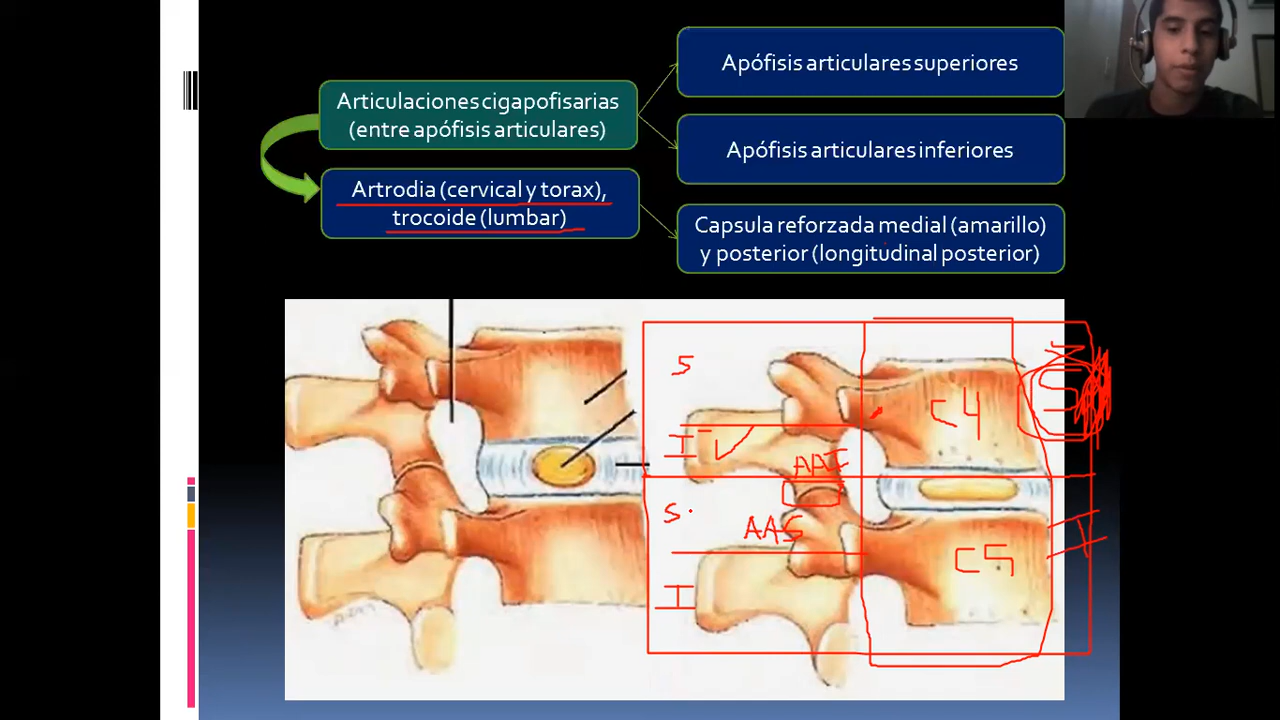 Articulaciones cigapofisarias
(entre apófisis articulares)
Artrodia (cervical y torax),
trocoide (lumbar)
Apófisis articulares superiores
Apófisis articulares inferiores
Capsula reforzada medial (amarillo)
y posterior (longitudinal posterior)
S
I
AAI
C4
S
AAS
I
C5